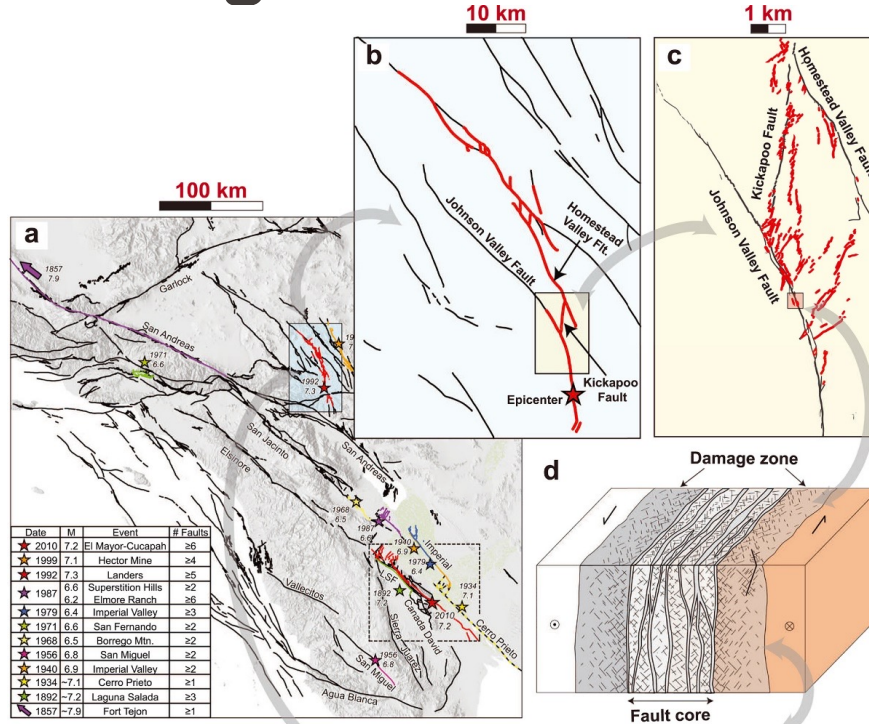 10 km
1 km
b
Johnson Valley Fault
Homestead
Valley Flt.
Kickapoo
Fault
Epicenter
c
Kickapoo Fault
Homestead Valley Fault
Johnson Valley Fault
100 km
a
1857
7.9
Garlock
San Andreas
1971
6.6
1992
7.3
San Jacinto
San Andreas
Elsinore
1968
6.5
1987
6.6
1940
6.9
Imperial
1979
6.4
1934
7.1
LSF
1892
7.2
2010
7.2
Cañada David
Cerro Prieto
Vallecitos
Sierra Juarez
1956
6.8
San Miguel
Agua Blanca
Date M Event # Faults
2010 7.2 El Mayor-Cucapah ≥6
1999 7.1 Hector Mine ≥4
1992 7.3 Landers ≥5
1987 6.6 Superstition Hills ≥2
6.2 Elmore Ranch ≥6
1979 6.4 Imperial Valley ≥3
1971 6.6 San Fernando ≥2
1968 6.5 Borrego Mtn. ≥2
1956 6.8 San Miguel ≥2
1940 6.9 Imperial Valley ≥2
1934 ~7.1 Cerro Prieto ≥1
1892 ~7.2 Laguna Salada ≥3
1857 ~7.9 Fort Tejon ≥1
d
Damage zone
Fault core